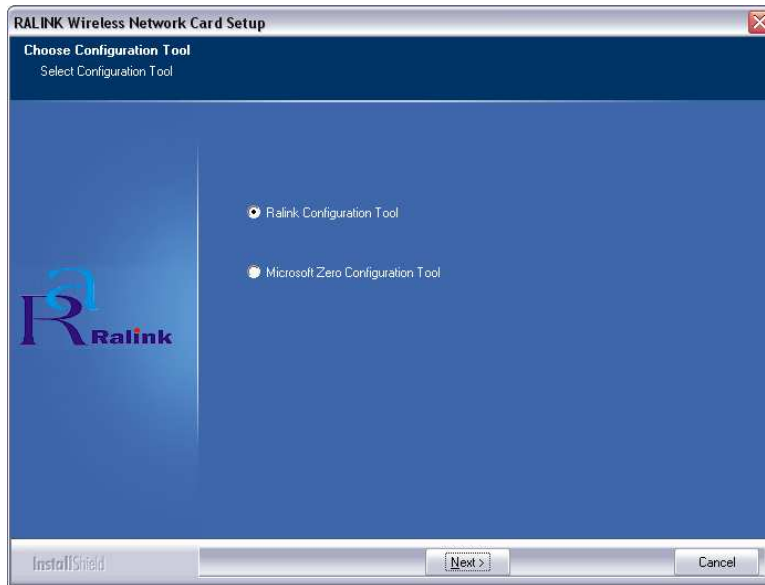 RALINK Wireless Network Card Setup
Choose Configuration Tool
Select Configuration Tool
Ralink Configuration Tool
Microsoft Zero Configuration Tool
Ra
Ralink
InstallShield
Next >
Cancel